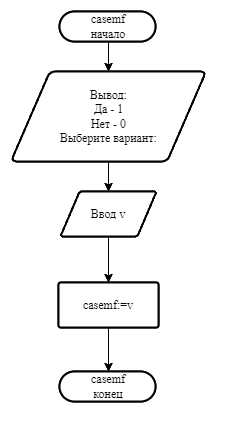 casemf
начало
Вывод:
Да - 1
Нет - 0
Выберите вариант:
Ввод v
casemf:=v
casemf
конец